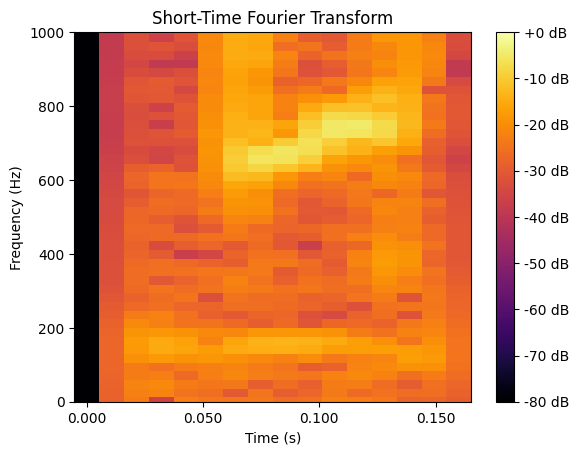 Short-Time Fourier Transform
1000
800
600
400
200
0
Frequency (Hz)
0.000
0.050
0.100
0.150
Time (s)
+0 dB
-10 dB
-20 dB
-30 dB
-40 dB
-50 dB
-60 dB
-70 dB
-80 dB